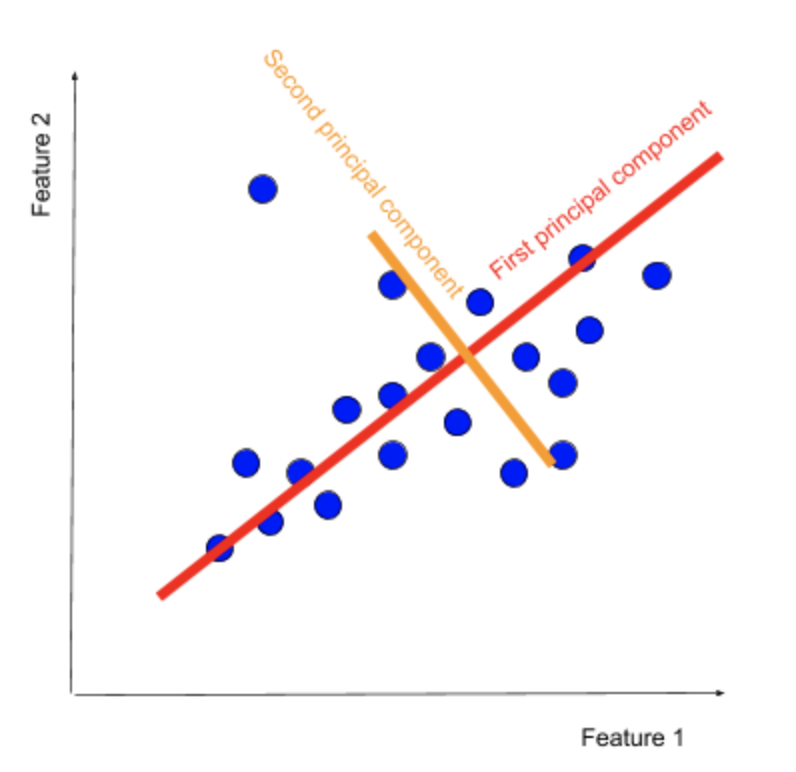 Second principal component
First principal component
Feature 2
Feature 1